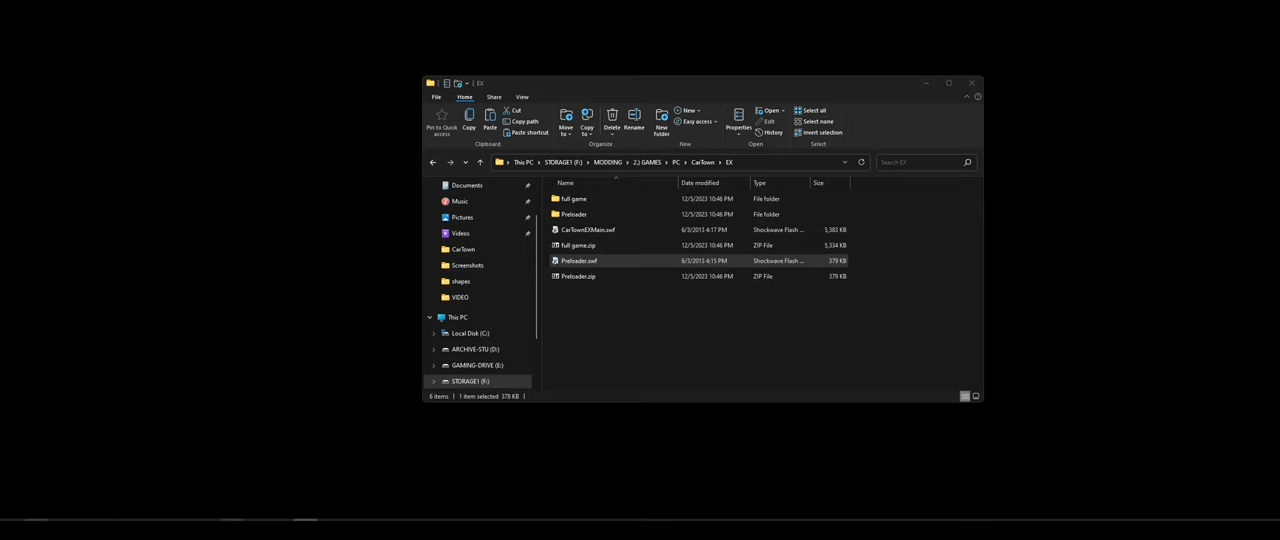 EX
File Home Share View
Pin to Quick access
Copy
Paste
Cut
Copy path
Paste shortcut
Move to
Copy to
Delete
Rename
New folder
New
Easy access
Properties
Open
Edit
History
Select all
Select none
Invert selection
Clipboard Organize New Open Select
This PC STORAGE1 (F:) MODDING 2.) GAMES PC CarTown EX Search EX
Name Date modified Type Size
Documents
Music
Pictures
Videos
CarTown
Screenshots
shapes
VIDEO
This PC
Local Disk (C:)
ARCHIVE-STU (D:)
GAMING-DRIVE (E:)
STORAGE1 (F:)
full game 12/5/2023 10:46 PM File folder
Preloader 12/5/2023 10:46 PM File folder
CarTownEXMain.swf 6/3/2013 4:17 PM Shockwave Flash ... 5,383 KB
full game.zip 12/5/2023 10:46 PM ZIP File 5,334 KB
Preloader.swf 6/3/2013 4:15 PM Shockwave Flash ... 379 KB
Preloader.zip 12/5/2023 10:46 PM ZIP File 379 KB
6 items 1 item selected 378 KB